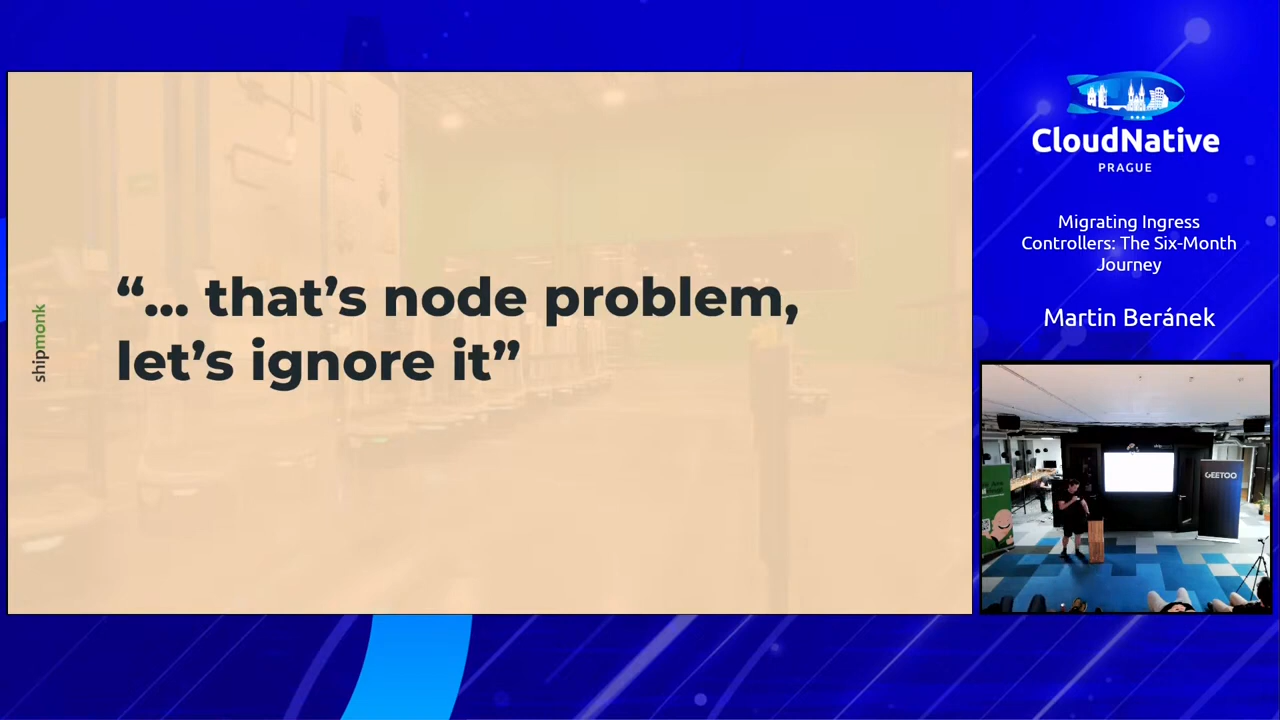 shipmonk
“... that’s node problem,
let’s ignore it”
CloudNative
PRAGUE
Migrating Ingress
Controllers: The Six-Month
Journey
Martin Beránek
GEETOO